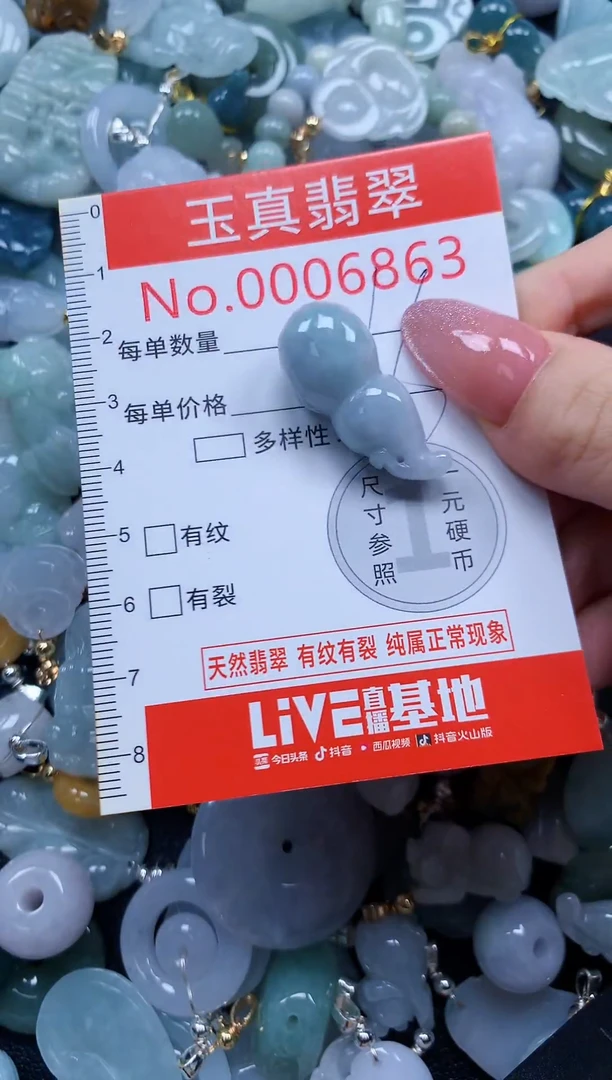 玉真翡翠
No.0006863
0
1
2
3
4
5
6
7
8
每单数量
每单价格
多样性
有纹
有裂
1
尺寸参照
一元硬币
天然翡翠 有纹有裂 纯属正常现象
LiVE直播基地
今日头条 抖音 西瓜视频 抖音火山版